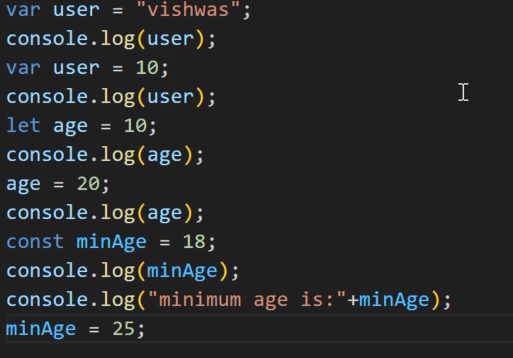 var user = "vishwas";
console.log(user);
var user = 10;
console.log(user);
let age = 10;
console.log(age);
age = 20;
console.log(age);
const minAge = 18;
console.log(minAge);
console.log("minimum age is:"+minAge);
minAge = 25;